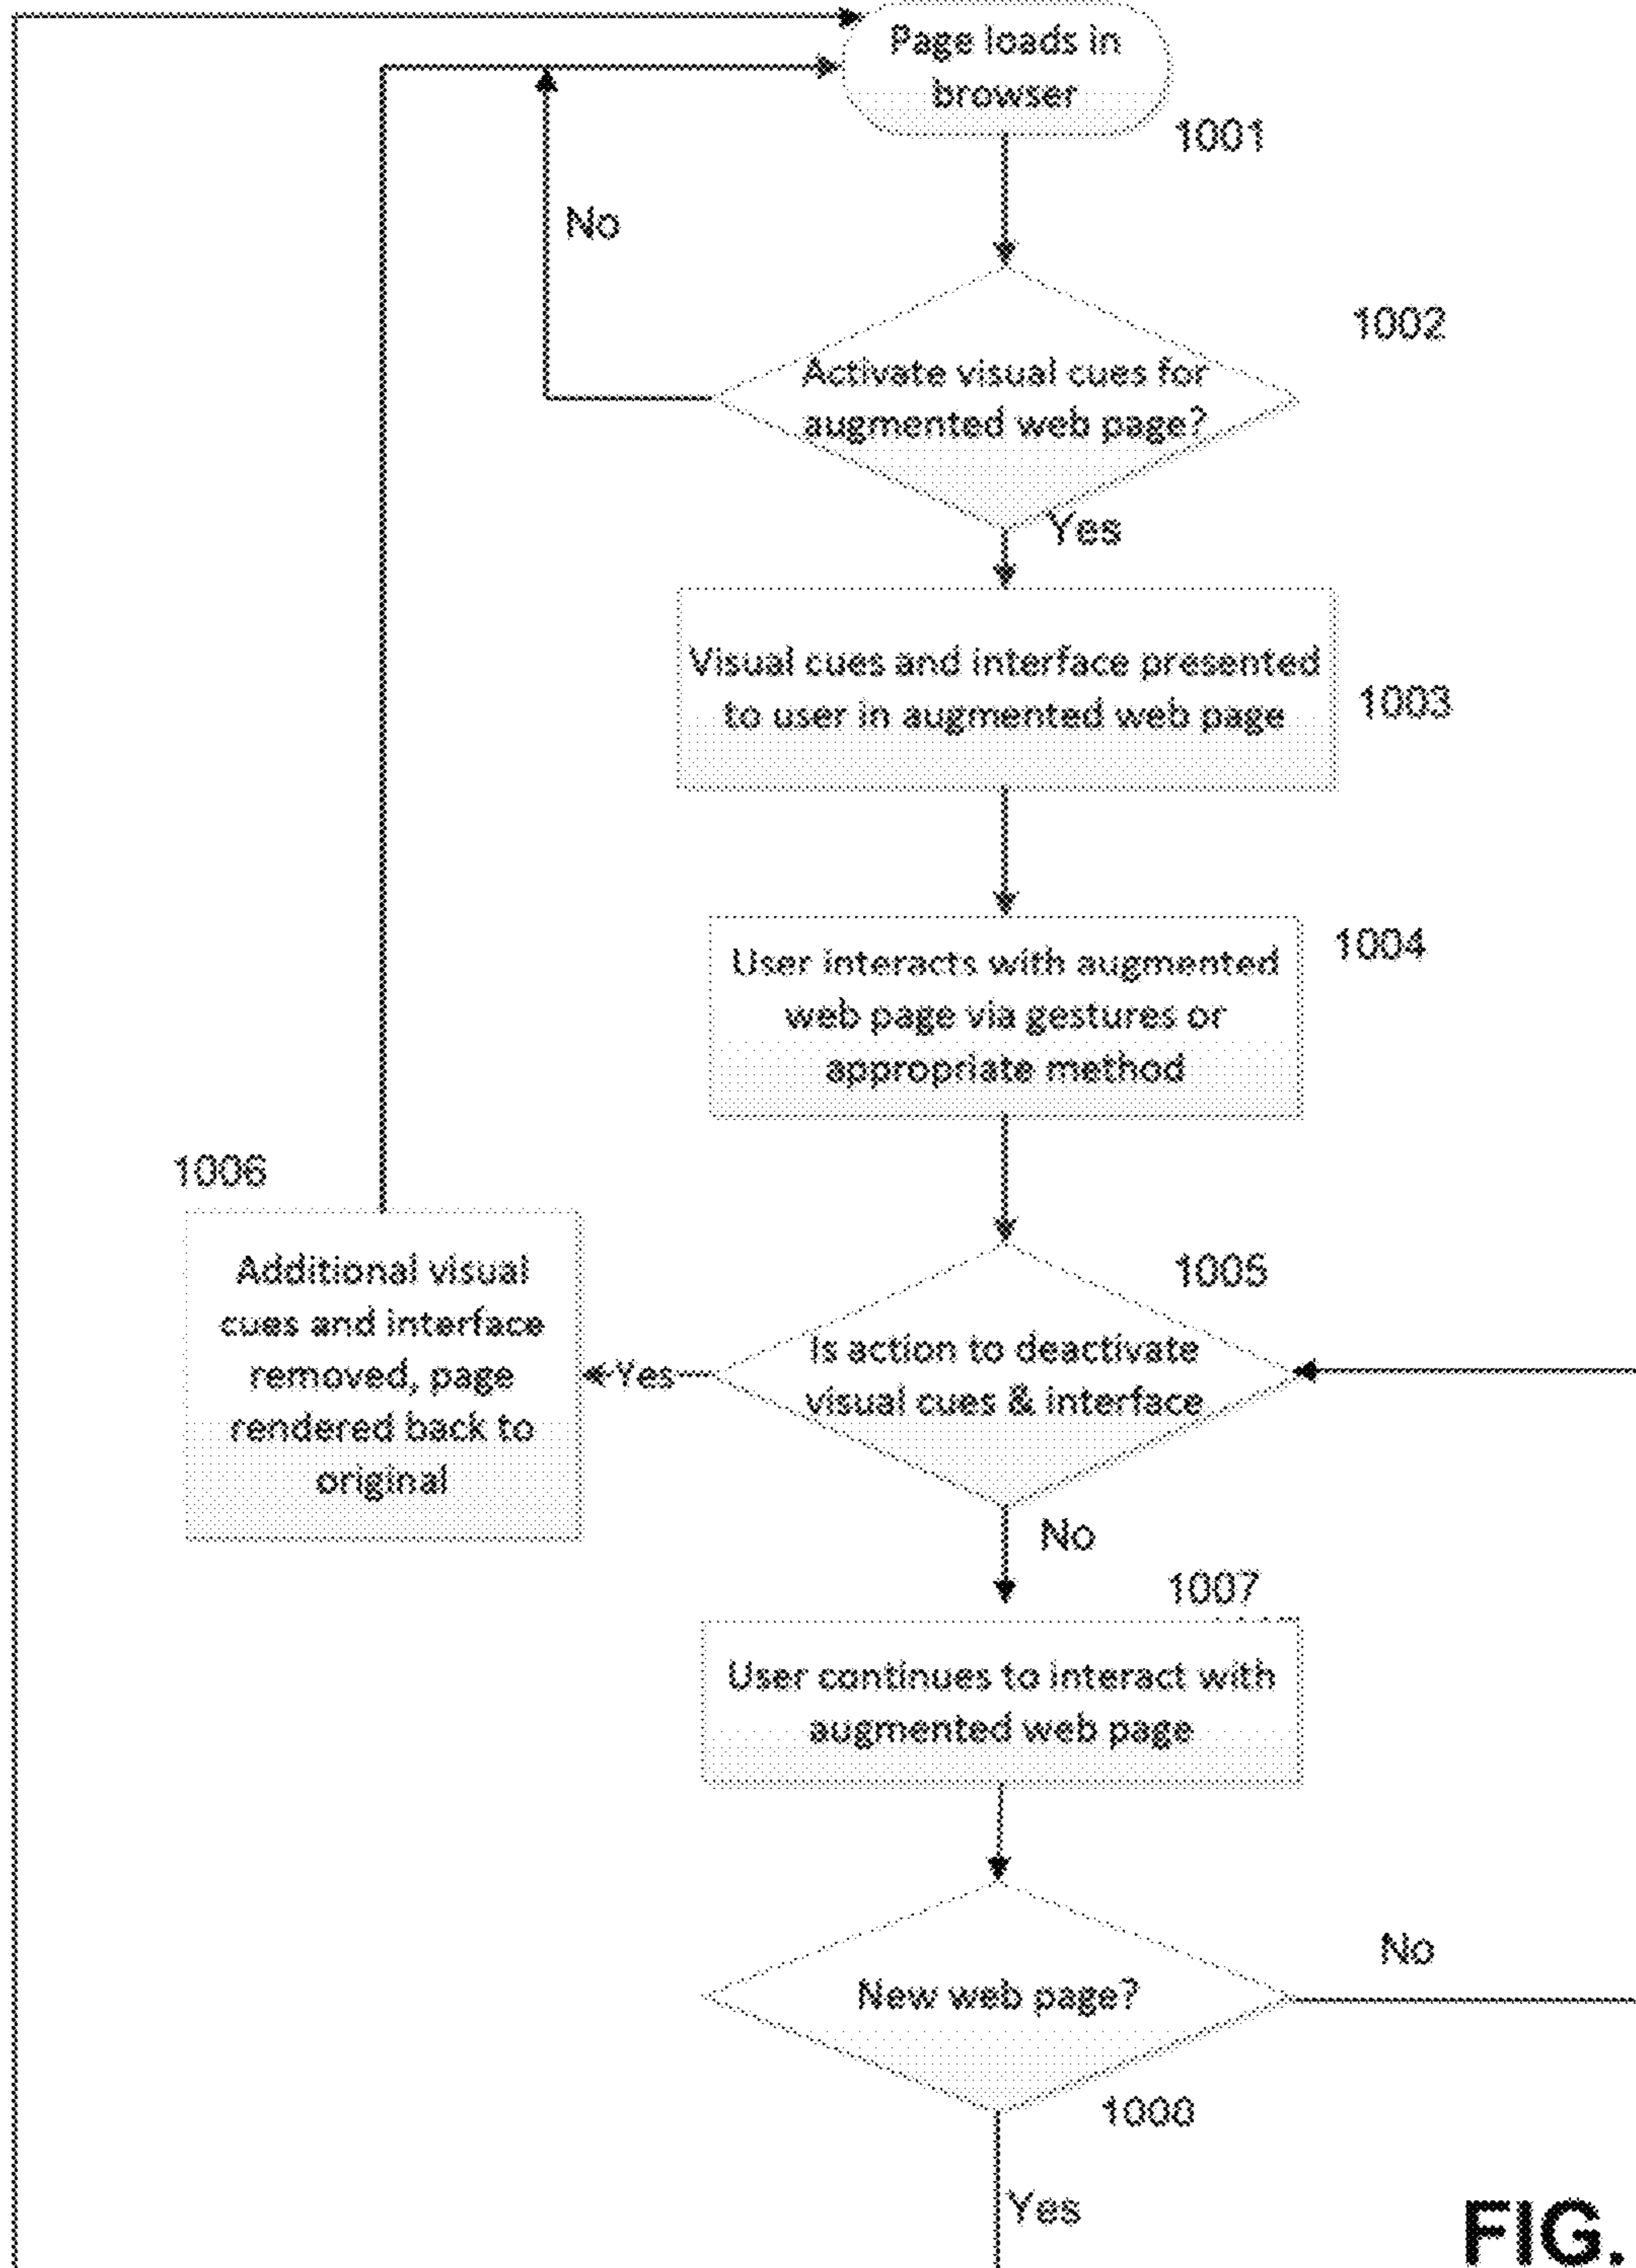 Page loads in
browser
1001
No
1002
Activate visual cues for
augmented web page?
Yes
Visual cues and interface presented
to user in augmented web page
1003
1004
User interacts with augmented
web page via gestures or
appropriate method
1006
Additional visual
cues and interface
removed, page
rendered back to
original
1005
Is action to deactivate
visual cues & interface
Yes
No
1007
User continues to interact with
augmented web page
New web page?
No
1008
Yes
FIG.